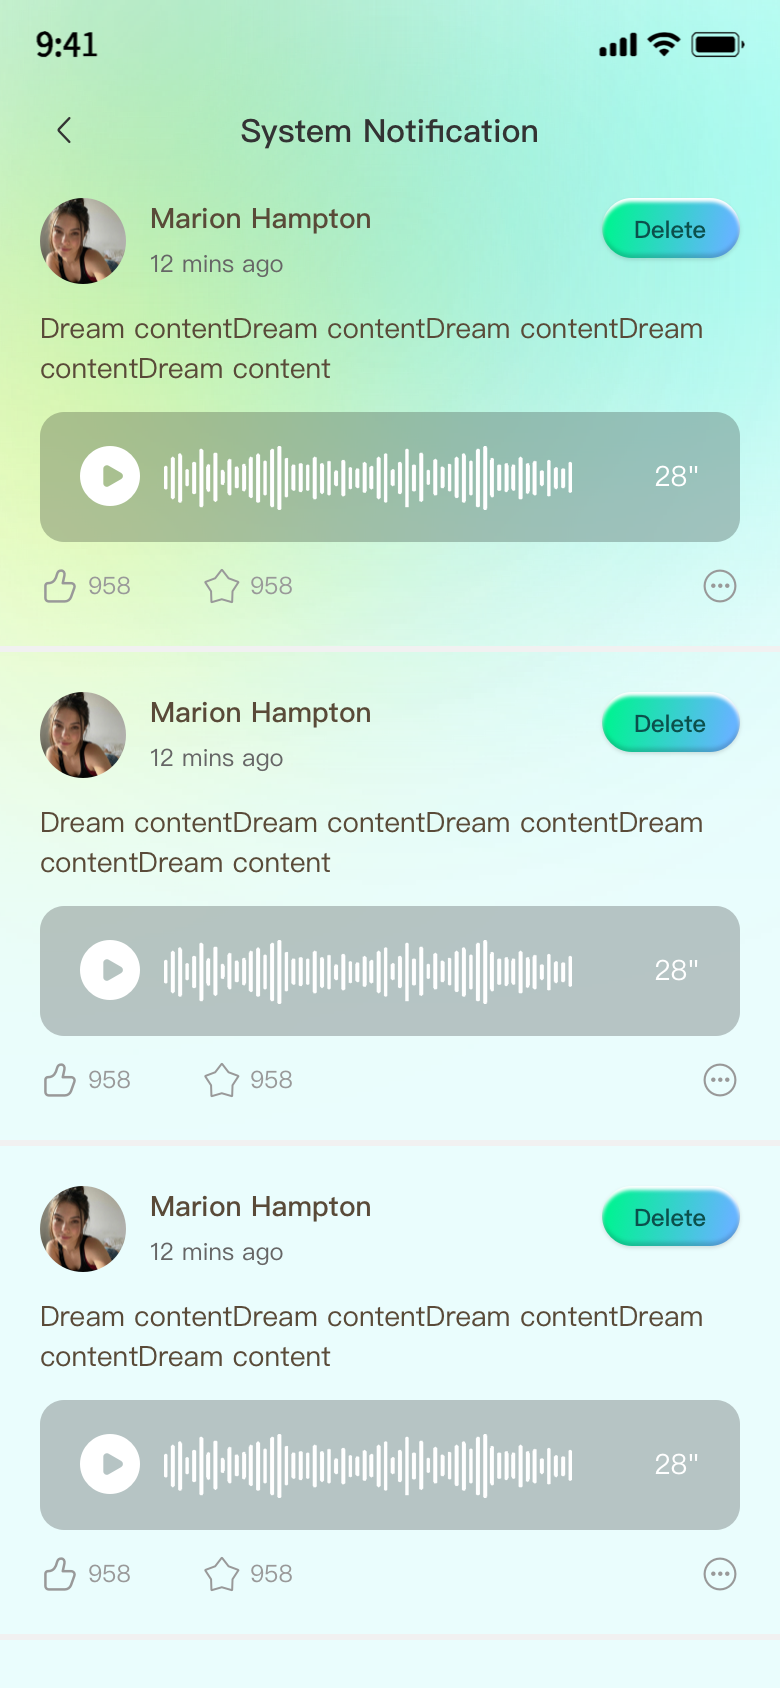 9:41
System Notification
Marion Hampton
Delete
12 mins ago
Dream contentDream contentDream contentDream
contentDream content
28"
958 958
Marion Hampton
Delete
12 mins ago
Dream contentDream contentDream contentDream
contentDream content
28"
958 958
Marion Hampton
Delete
12 mins ago
Dream contentDream contentDream contentDream
contentDream content
28"
958 958